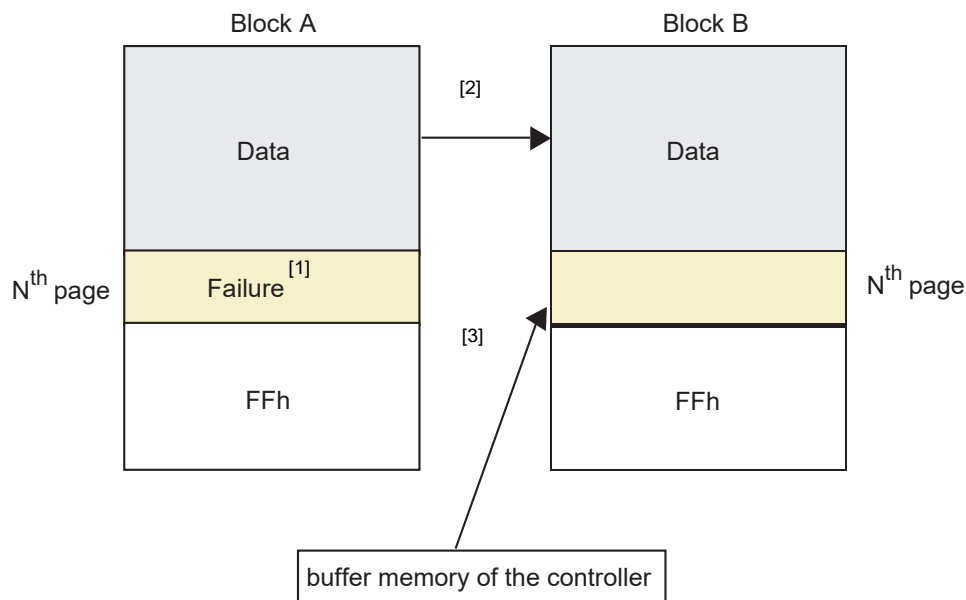 Block A
Block B
[2]
Data
Data
Nth page
Failure[1]
Nth page
[3]
FFh
FFh
buffer memory of the controller